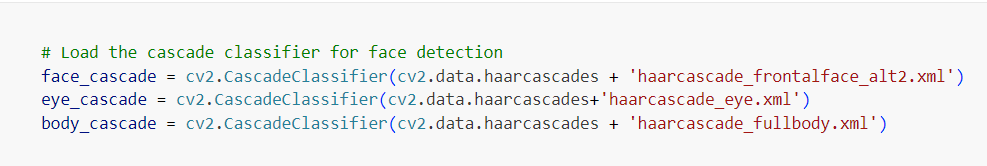 # Load the cascade classifier for face detection
face_cascade = cv2.CascadeClassifier(cv2.data.haarcascades + 'haarcascade_frontalface_alt2.xml')
eye_cascade = cv2.CascadeClassifier(cv2.data.haarcascades+'haarcascade_eye.xml')
body_cascade = cv2.CascadeClassifier(cv2.data.haarcascades + 'haarcascade_fullbody.xml')